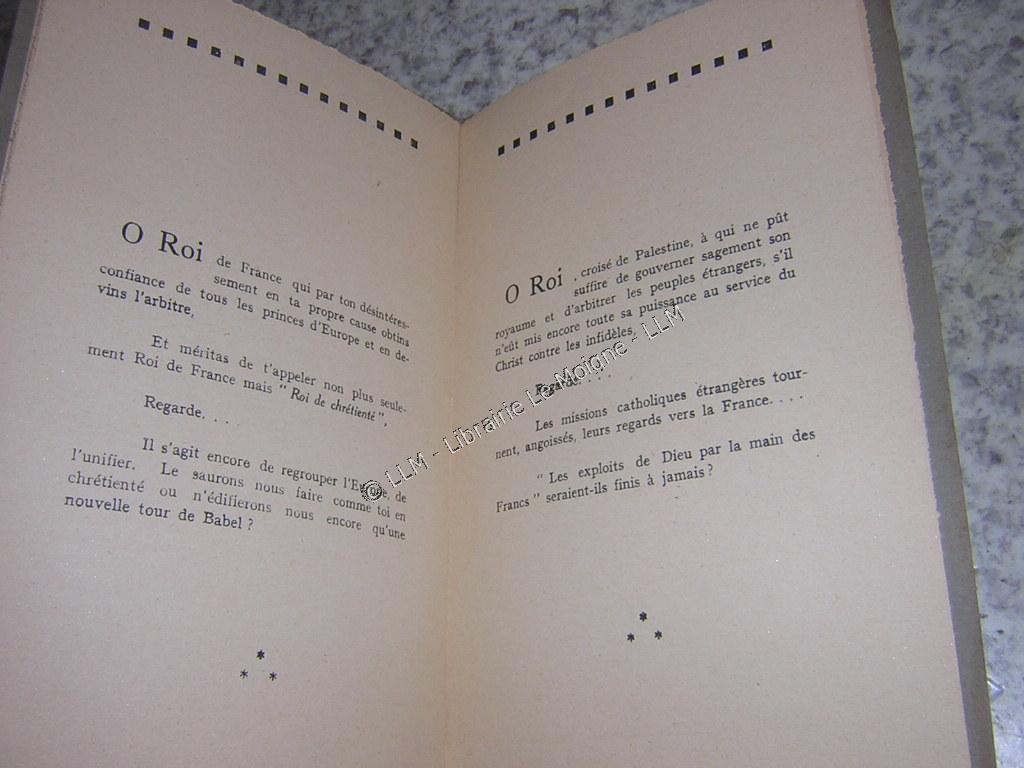 O Roi de France qui par ton désintéres-
sement en ta propre cause obtins
confiance de tous les princes d'Europe et en de-
vins l'arbitre,
Et méritas de t'appeler non plus seule-
ment Roi de France mais " Roi de chrétienté ",
Regarde. . . .
Il s'agit encore de regrouper l'Europe, de
l'unifier. Le saurons nous faire comme toi en
chrétienté ou n'édifierons nous encore qu'une
nouvelle tour de Babel ?
* * *
O Roi , croisé de Palestine, à qui ne pût
suffire de gouverner sagement son
royaume et d'arbitrer les peuples étrangers, s'il
n'eût mis encore toute sa puissance au service du
Christ contre les infidèles,
Regarde. . . .
Les missions catholiques étrangères tour-
nent, angoissés, leurs regards vers la France. . . .
" Les exploits de Dieu par la main des
Francs " seraient-ils finis à jamais ?
* * *
© LLM - Librairie Le Moigne - LLM